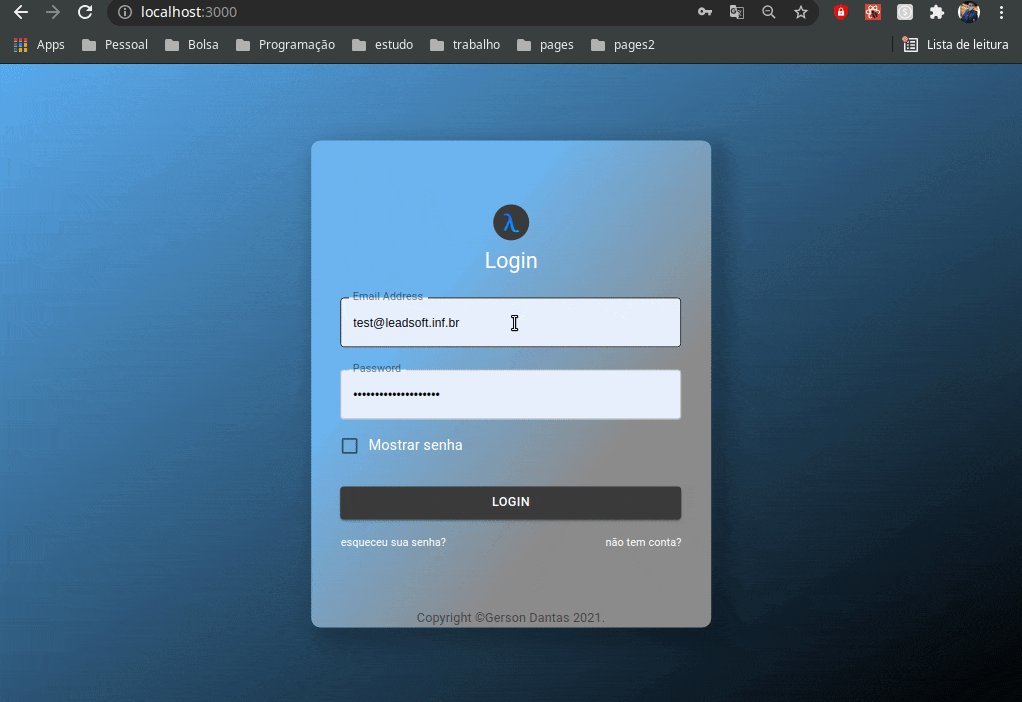 localhost:3000
Apps Pessoal Bolsa Programação estudo trabalho pages pages2 Lista de leitura
λ
Login
Email Address
test@leadsoft.inf.br
Password
••••••••••••••••••••
Mostrar senha
LOGIN
esqueceu sua senha? não tem conta?
Copyright ©Gerson Dantas 2021.